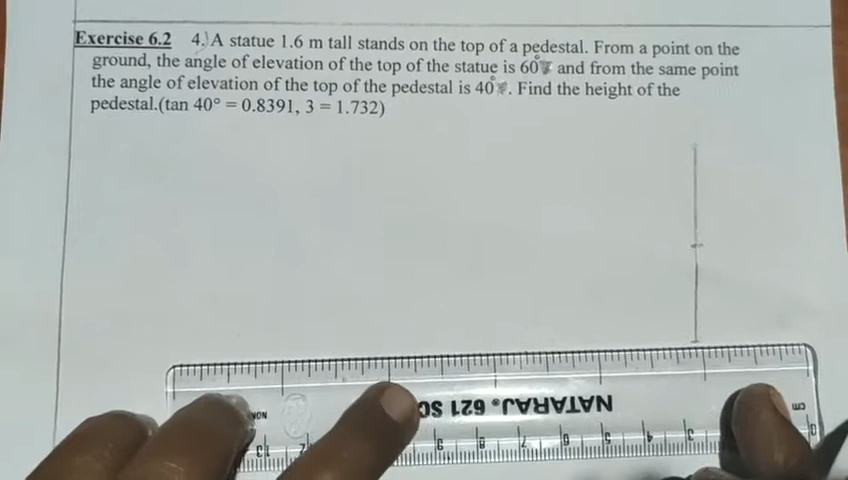 Exercise 6.2 4.) A statue 1.6 m tall stands on the top of a pedestal. From a point on the
ground, the angle of elevation of the top of the statue is 60° and from the same point
the angle of elevation of the top of the pedestal is 40°. Find the height of the
pedestal.(tan 40° = 0.8391, 3 = 1.732)
NATARAJ® 621
cm